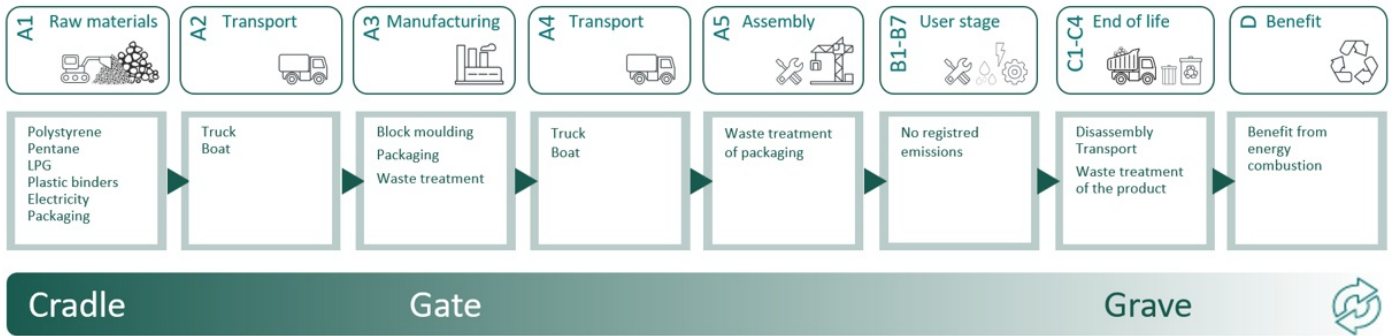 A1 Raw materials
A2 Transport
A3 Manufacturing
A4 Transport
A5 Assembly
B1-B7 User stage
C1-C4 End of life
D Benefit
Polystyrene
Pentane
LPG
Plastic binders
Electricity
Packaging
Truck
Boat
Block moulding
Packaging
Waste treatment
Truck
Boat
Waste treatment
of packaging
No registred
emissions
Disassembly
Transport
Waste treatment
of the product
Benefit from
energy
combustion
Cradle
Gate
Grave